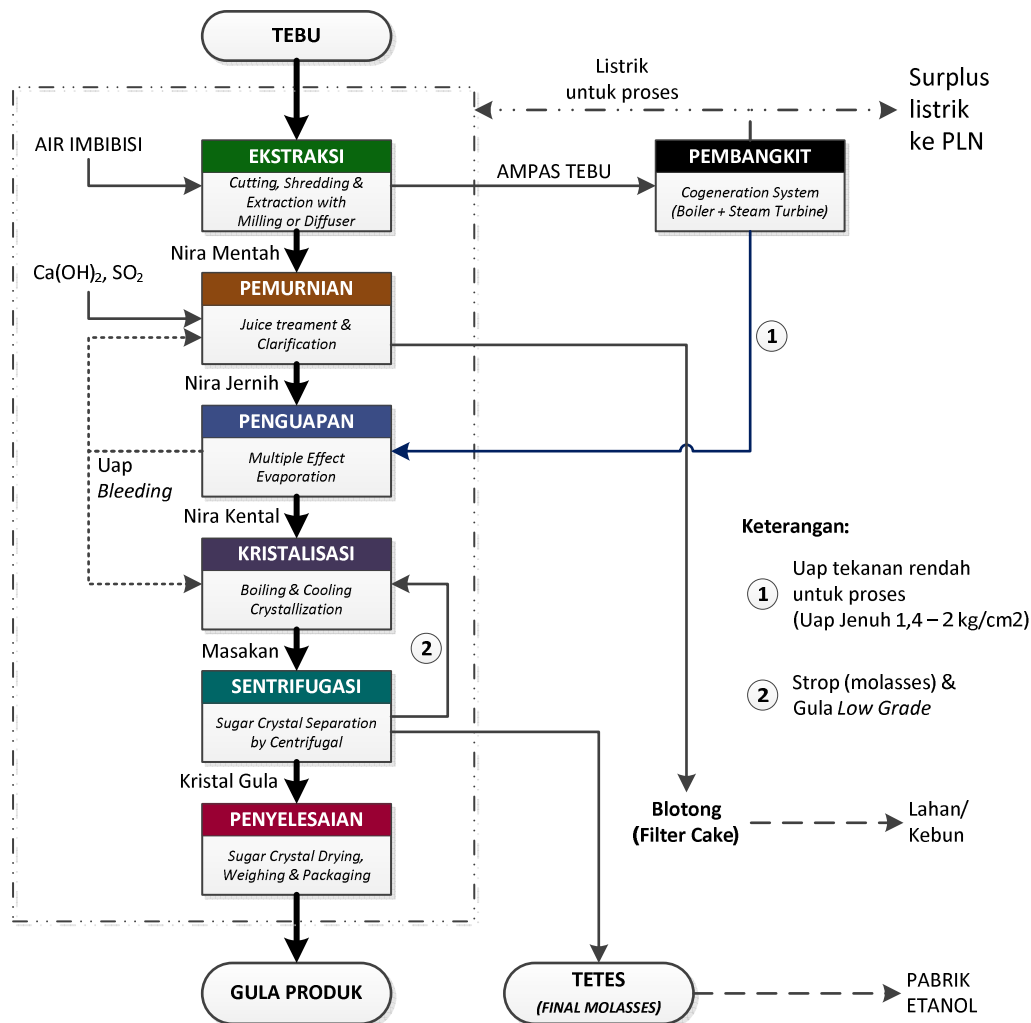 TEBU
Listrik
untuk proses
Surplus
listrik
ke PLN
AIR IMBIBISI
EKSTRAKSI
Cutting, Shredding &
Extraction with
Milling or Diffuser
AMPAS TEBU
PEMBANGKIT
Cogeneration System
(Boiler + Steam Turbine)
Nira Mentah
Ca(OH)₂, SO₂
PEMURNIAN
Juice treament &
Clarification
1
Nira Jernih
PENGUAPAN
Multiple Effect
Evaporation
Uap
Bleeding
Nira Kental
KRISTALISASI
Boiling & Cooling
Crystallization
2
Masakan
SENTRIFUGASI
Sugar Crystal Separation
by Centrifugal
Keterangan:
1
Uap tekanan rendah
untuk proses
(Uap Jenuh 1,4 – 2 kg/cm2)
2
Strop (molasses) &
Gula Low Grade
Kristal Gula
PENYELESAIAN
Sugar Crystal Drying,
Weighing & Packaging
Blotong
(Filter Cake)
Lahan/
Kebun
GULA PRODUK
TETES
(FINAL MOLASSES)
PABRIK
ETANOL